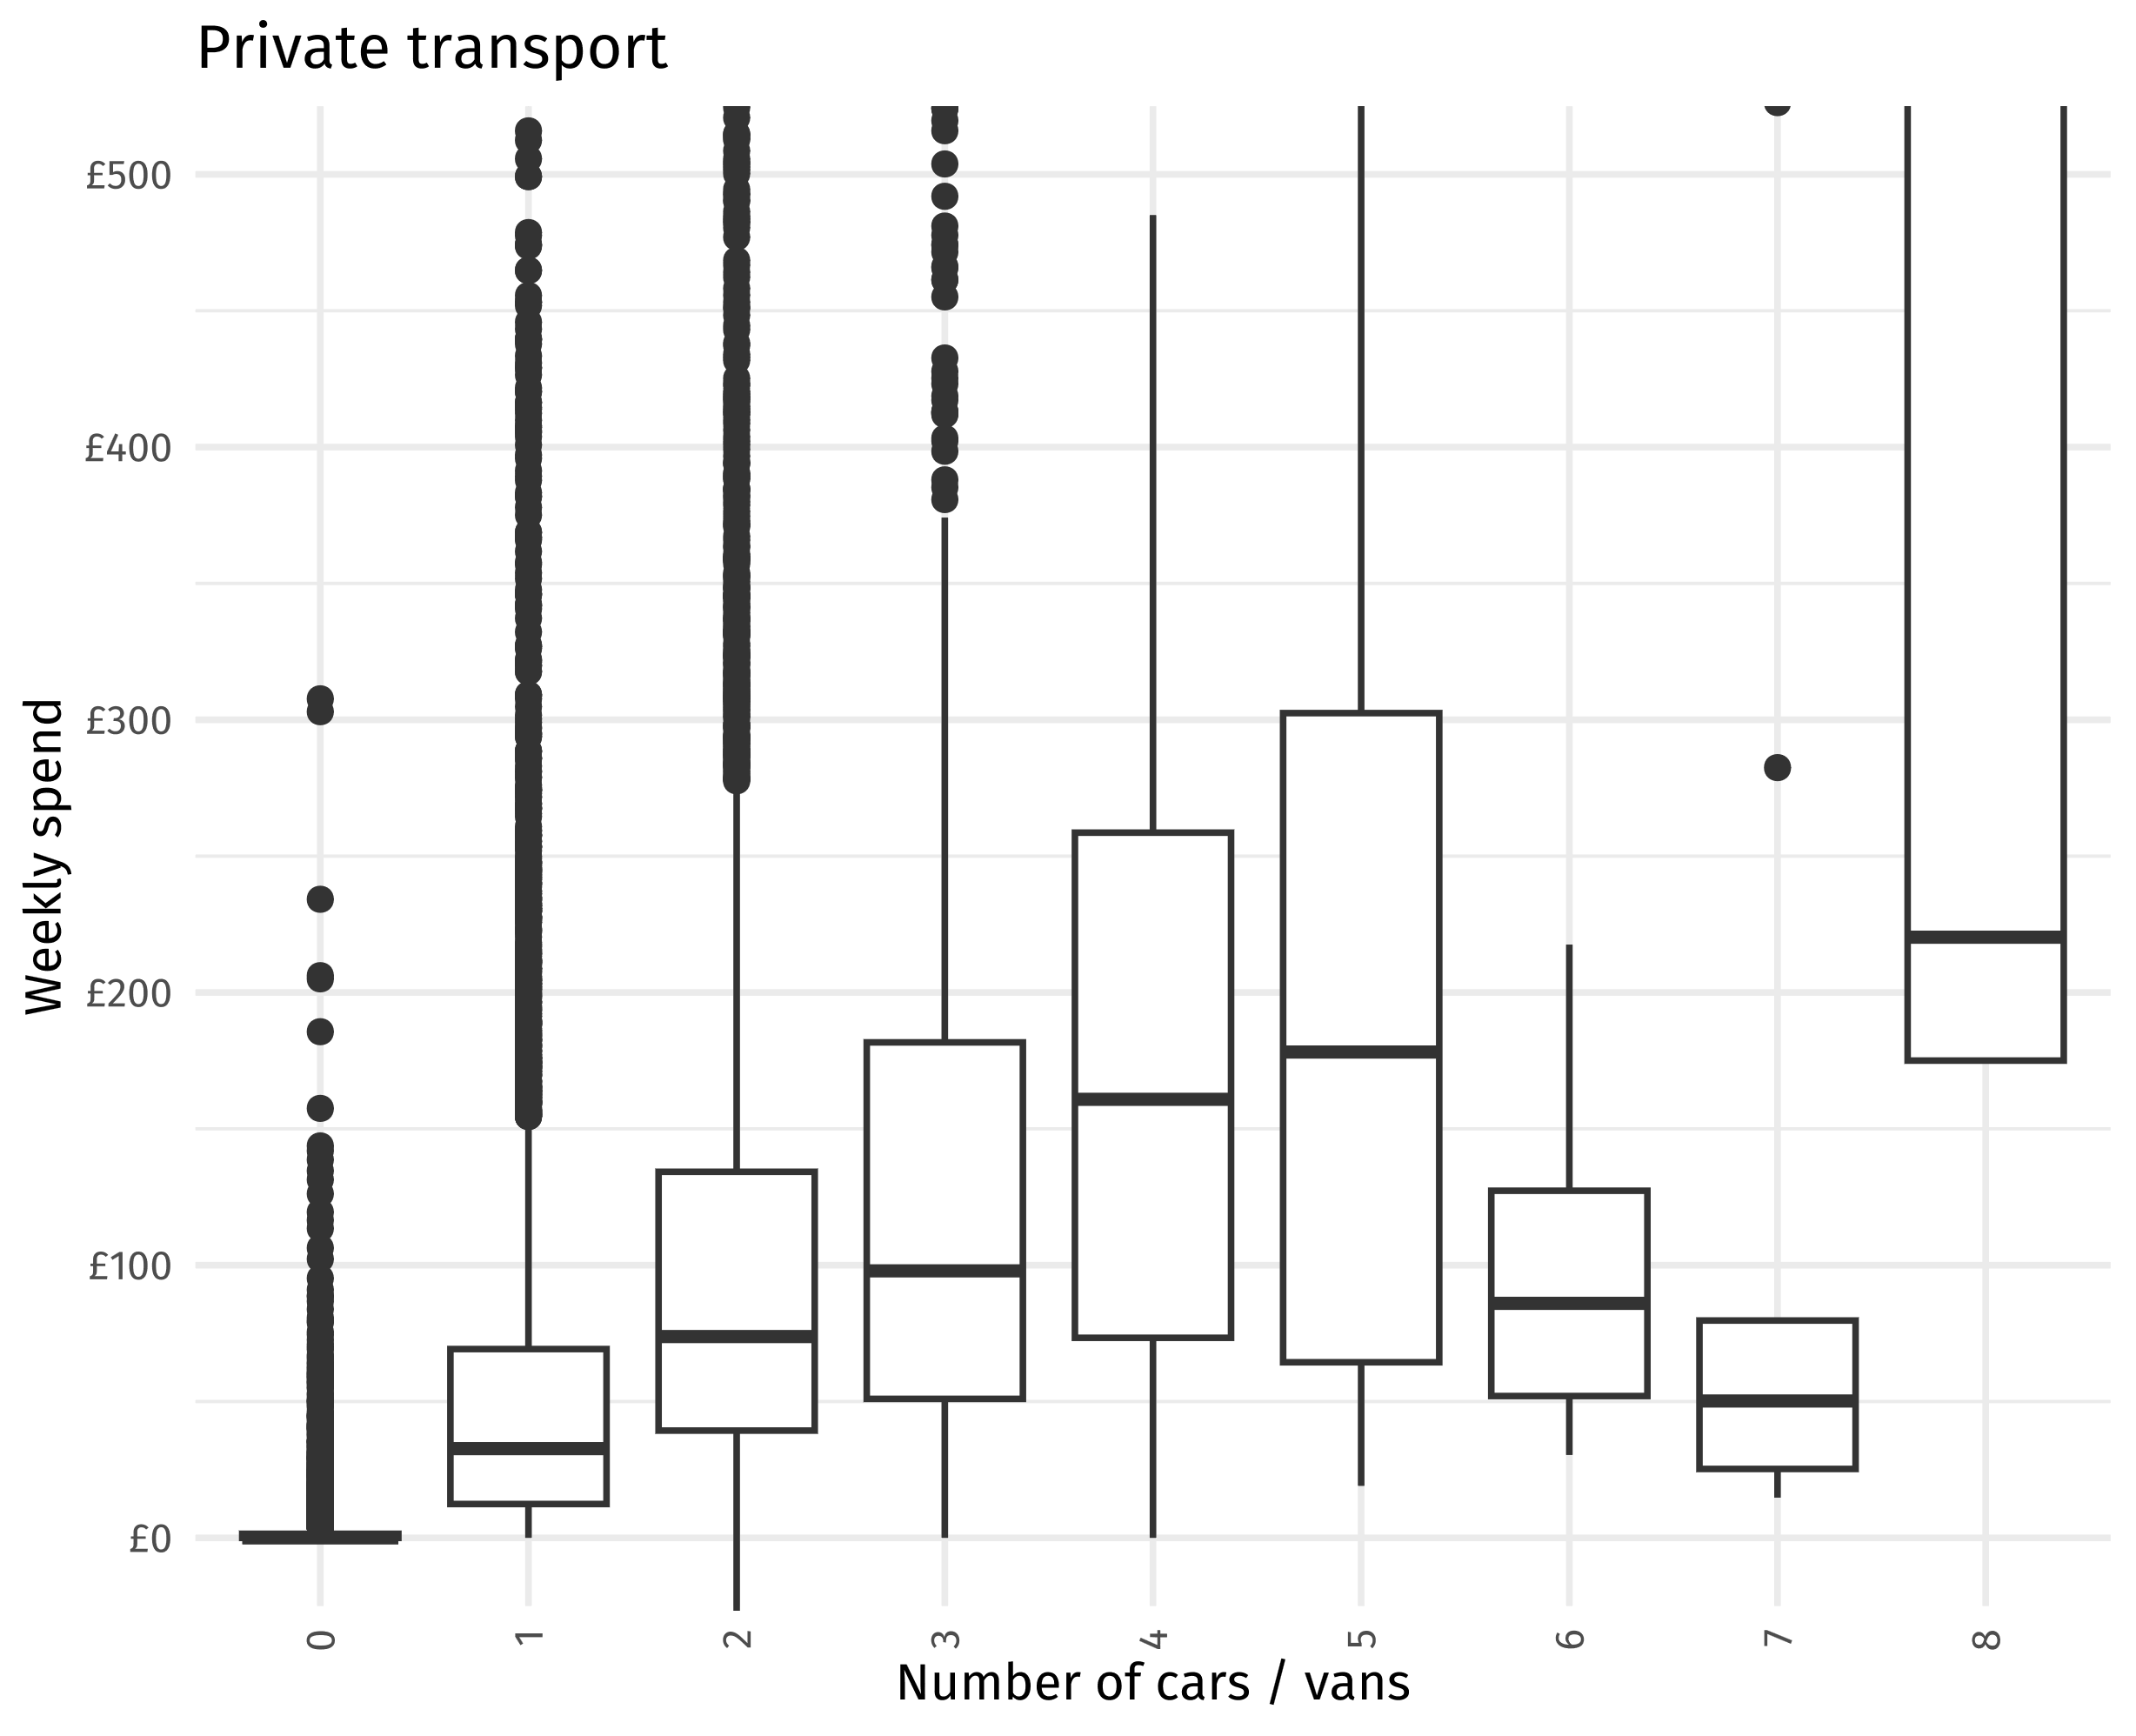 Private transport
Weekly spend
£500
£400
£300
£200
£100
£0
0 1 2 3 4 5 6 7 8
Number of cars / vans